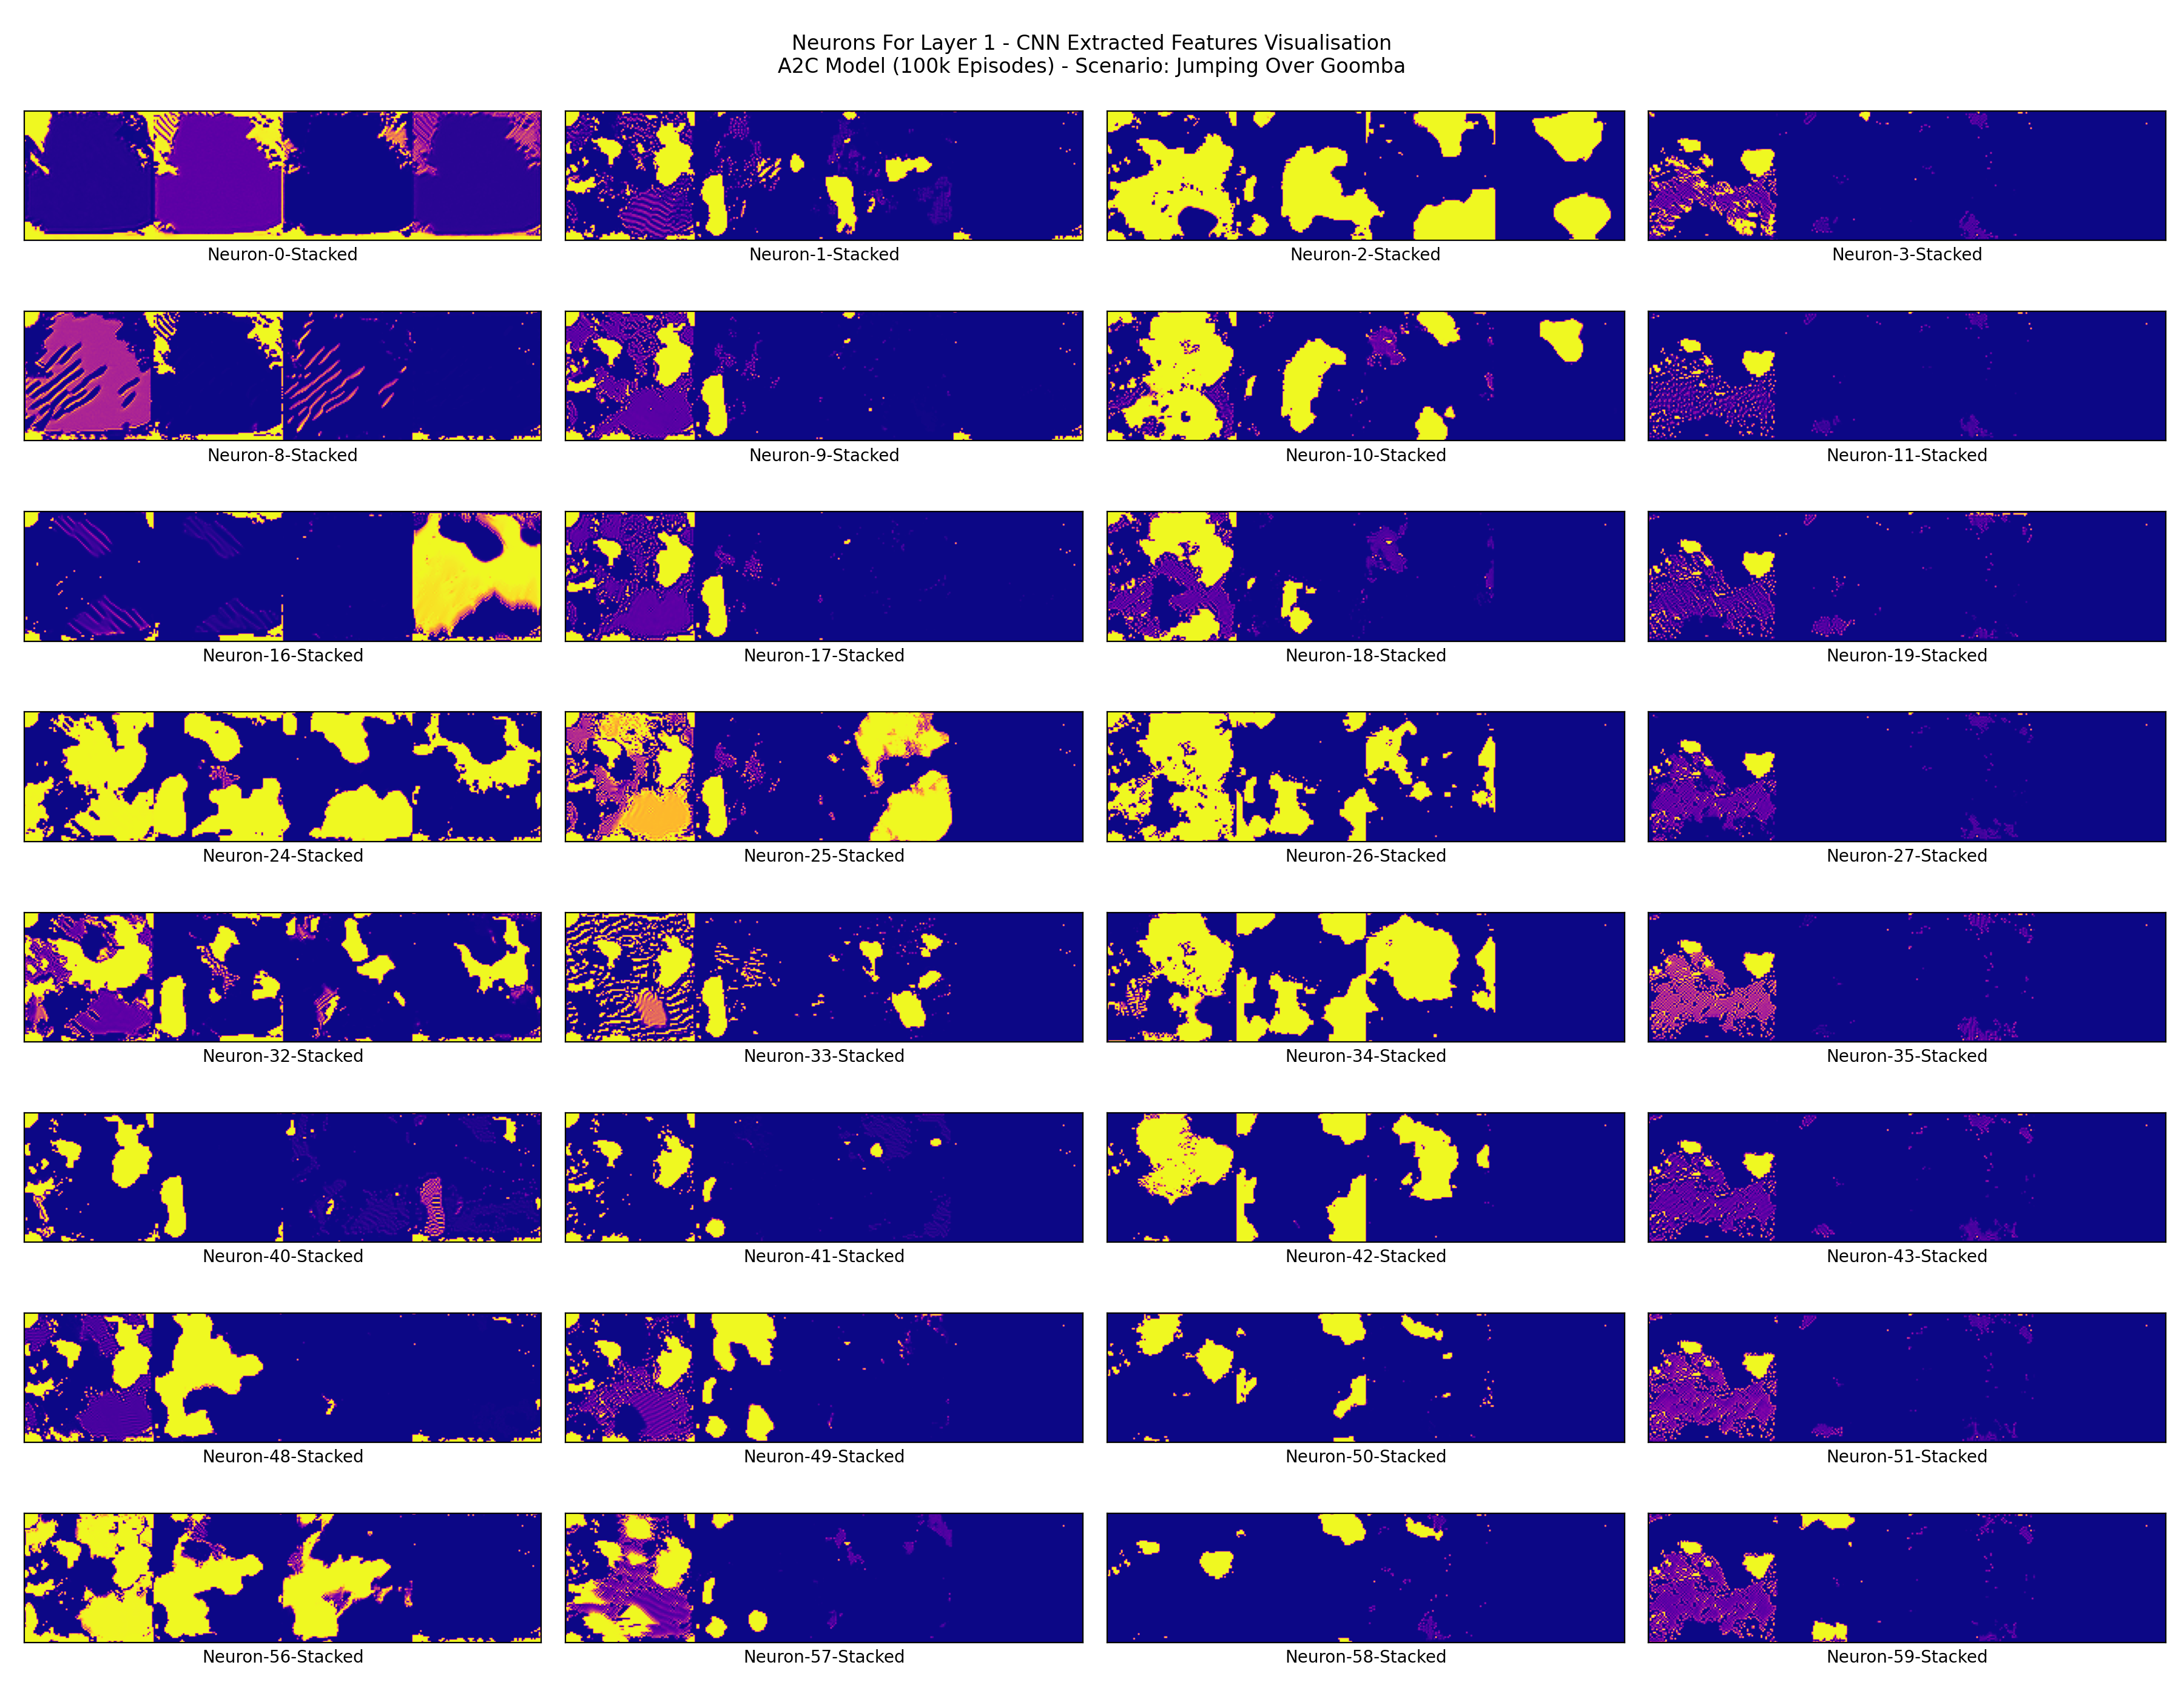 Neurons For Layer 1 - CNN Extracted Features Visualisation
A2C Model (100k Episodes) - Scenario: Jumping Over Goomba
Neuron-0-Stacked
Neuron-1-Stacked
Neuron-2-Stacked
Neuron-3-Stacked
Neuron-8-Stacked
Neuron-9-Stacked
Neuron-10-Stacked
Neuron-11-Stacked
Neuron-16-Stacked
Neuron-17-Stacked
Neuron-18-Stacked
Neuron-19-Stacked
Neuron-24-Stacked
Neuron-25-Stacked
Neuron-26-Stacked
Neuron-27-Stacked
Neuron-32-Stacked
Neuron-33-Stacked
Neuron-34-Stacked
Neuron-35-Stacked
Neuron-40-Stacked
Neuron-41-Stacked
Neuron-42-Stacked
Neuron-43-Stacked
Neuron-48-Stacked
Neuron-49-Stacked
Neuron-50-Stacked
Neuron-51-Stacked
Neuron-56-Stacked
Neuron-57-Stacked
Neuron-58-Stacked
Neuron-59-Stacked